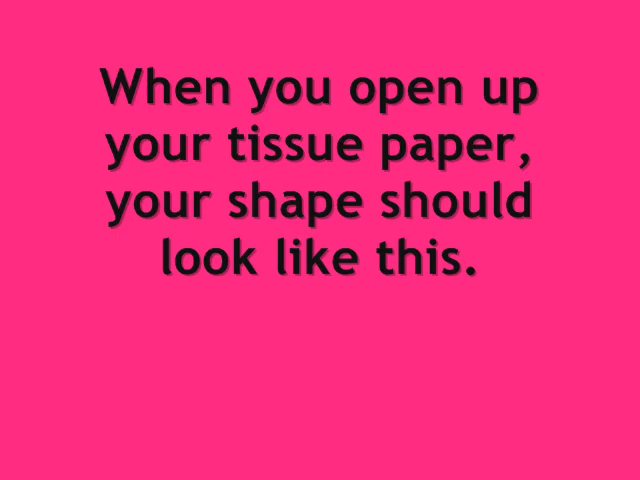 When you open up
your tissue paper,
your shape should
look like this.